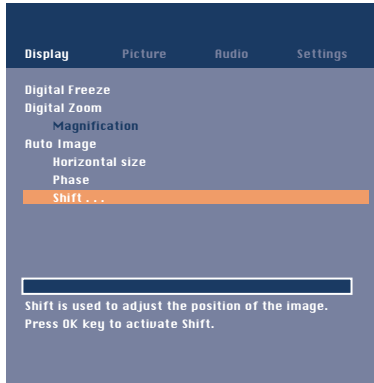 Display Picture Audio Settings
Digital Freeze
Digital Zoom
Magnification
Auto Image
Horizontal size
Phase
Shift . . .
Shift is used to adjust the position of the image.
Press OK key to activate Shift.